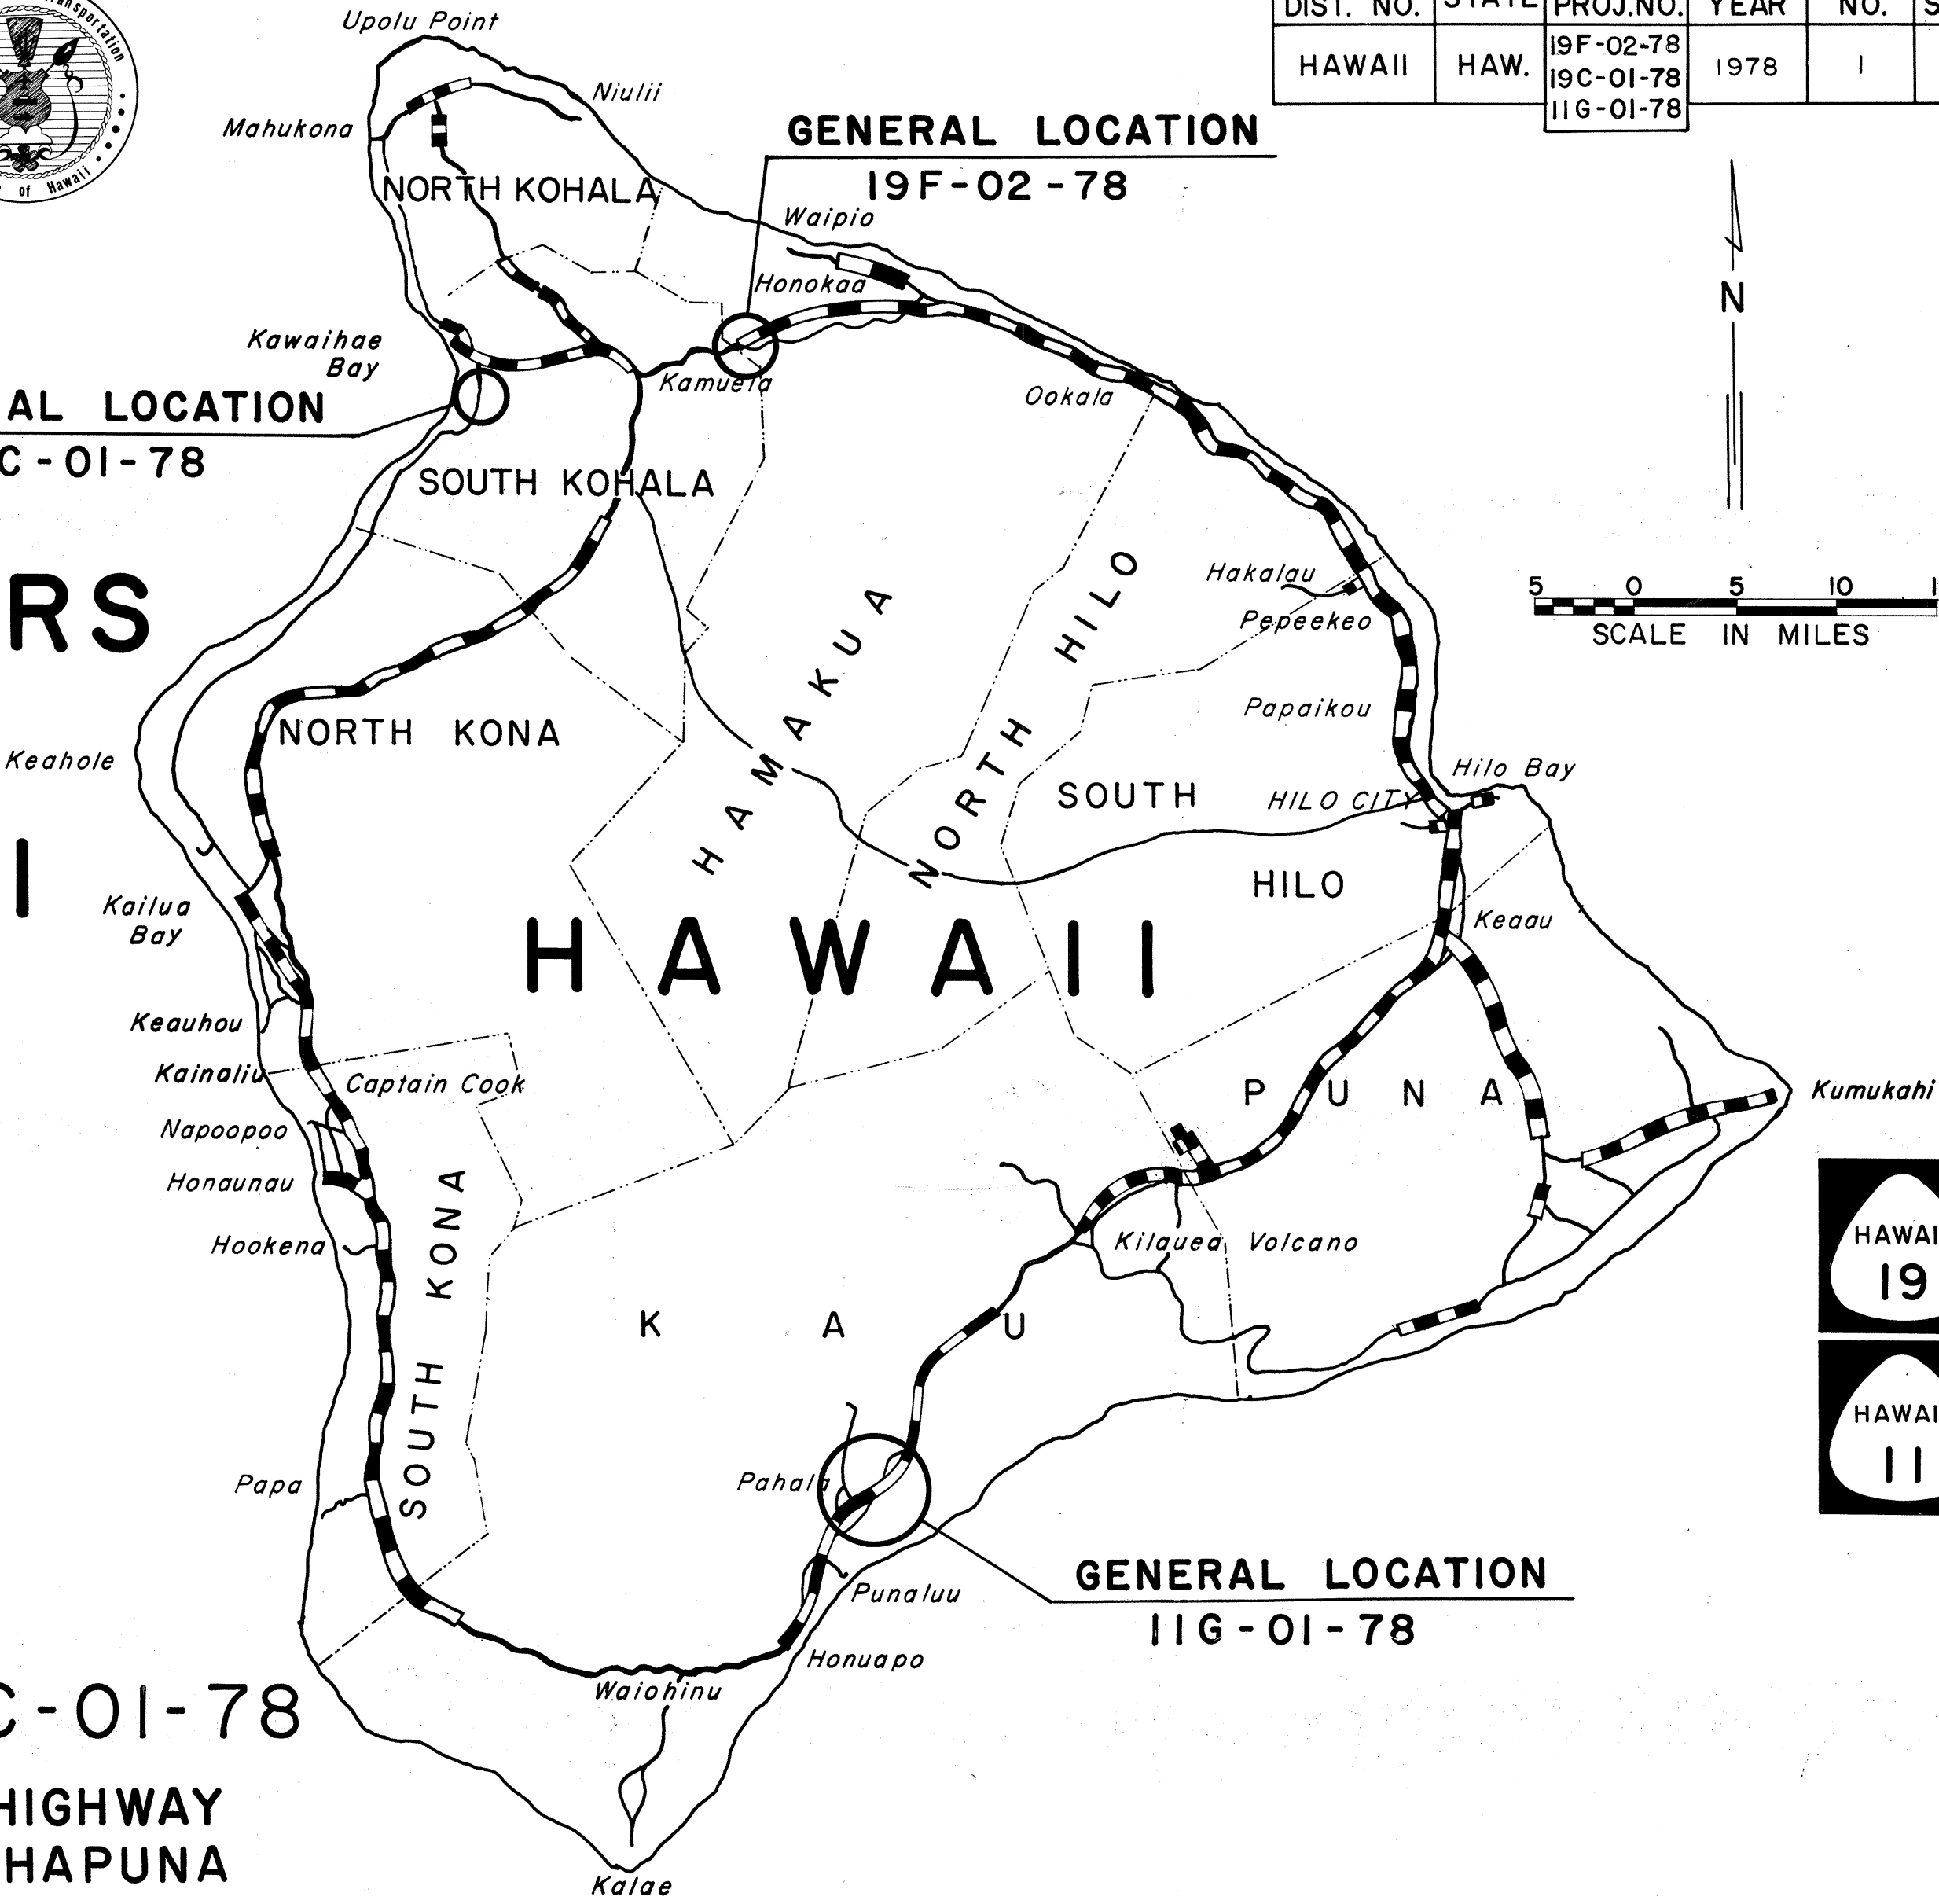 Transportation
of Hawaii
DIST. NO. STATE PROJ.NO. YEAR NO.
HAWAII HAW. 19F-02-78 1978 1
19C-01-78
11G-01-78
Upolu Point
Niulii
Mahukona
GENERAL LOCATION
19F-02-78
NORTH KOHALA
Waipio
Honokaa
N
Kawaihae
Bay
Kamuela
Ookala
AL LOCATION
C-01-78
SOUTH KOHALA
RS
Hakalau
Pepeekeo
5 0 5 10
SCALE IN MILES
HAMAKUA
NORTH HILO
Papaikou
NORTH KONA
Keahole
Hilo Bay
SOUTH
HILO CITY
I
HILO
Kailua
Bay
Keaau
HAWAII
Keauhou
Kainaliu
Captain Cook
PUNA
Kumukahi
Napoopoo
Honaunau
Hookena
SOUTH KONA
Kilauea Volcano
HAWAI
19
KAU
HAWAI
11
Papa
Pahala
GENERAL LOCATION
11G-01-78
Punaluu
Honuapo
Waiohinu
C-01-78
HIGHWAY
HAPUNA
Kalae